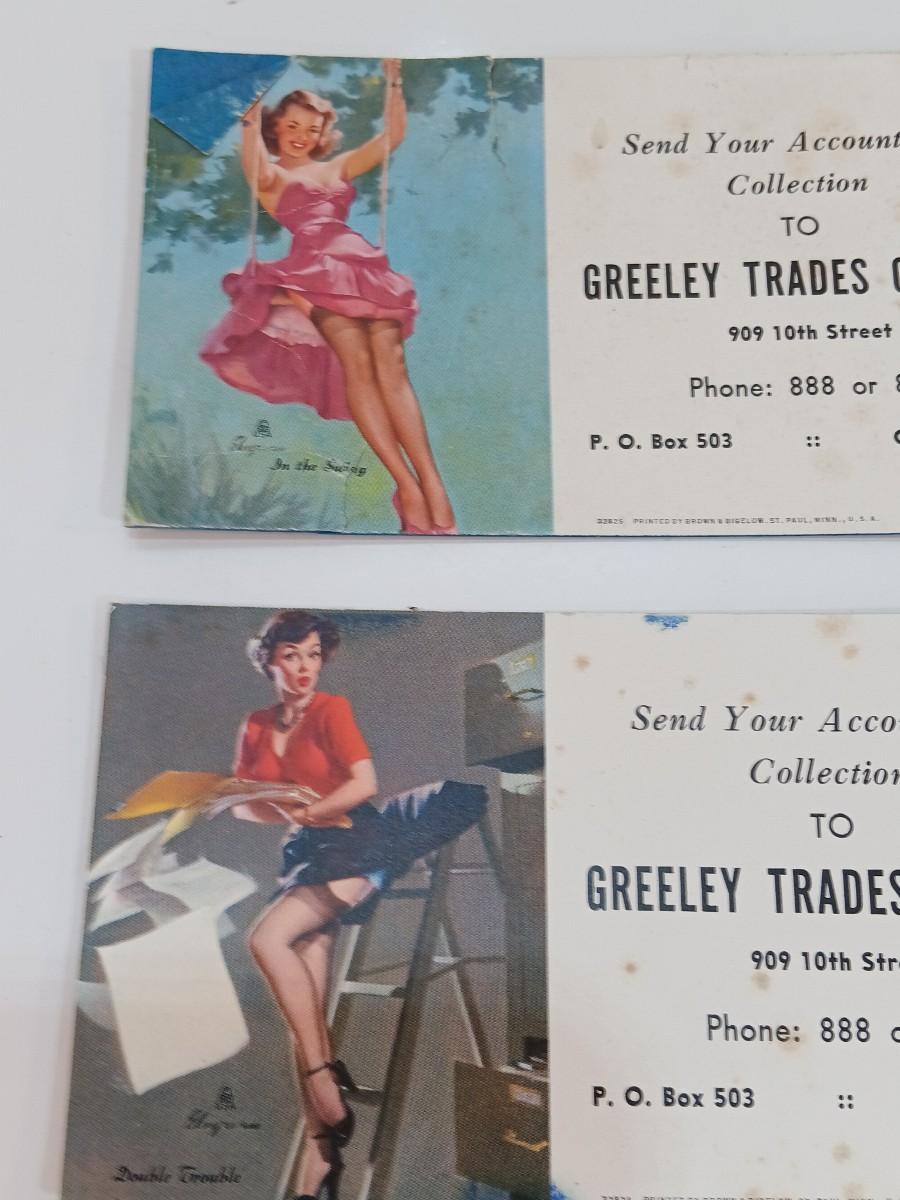 Send Your Account
Collection
TO
GREELEY TRADES
909 10th Street
Phone: 888 or 8
P. O. Box 503 ::
In the Swing
PRINTED BY BROWN & BIGELOW, ST. PAUL, MINN., U. S. A.
Send Your Acco
Collection
TO
GREELEY TRADES
909 10th Str
Phone: 888
P. O. Box 503 ::
Double Trouble